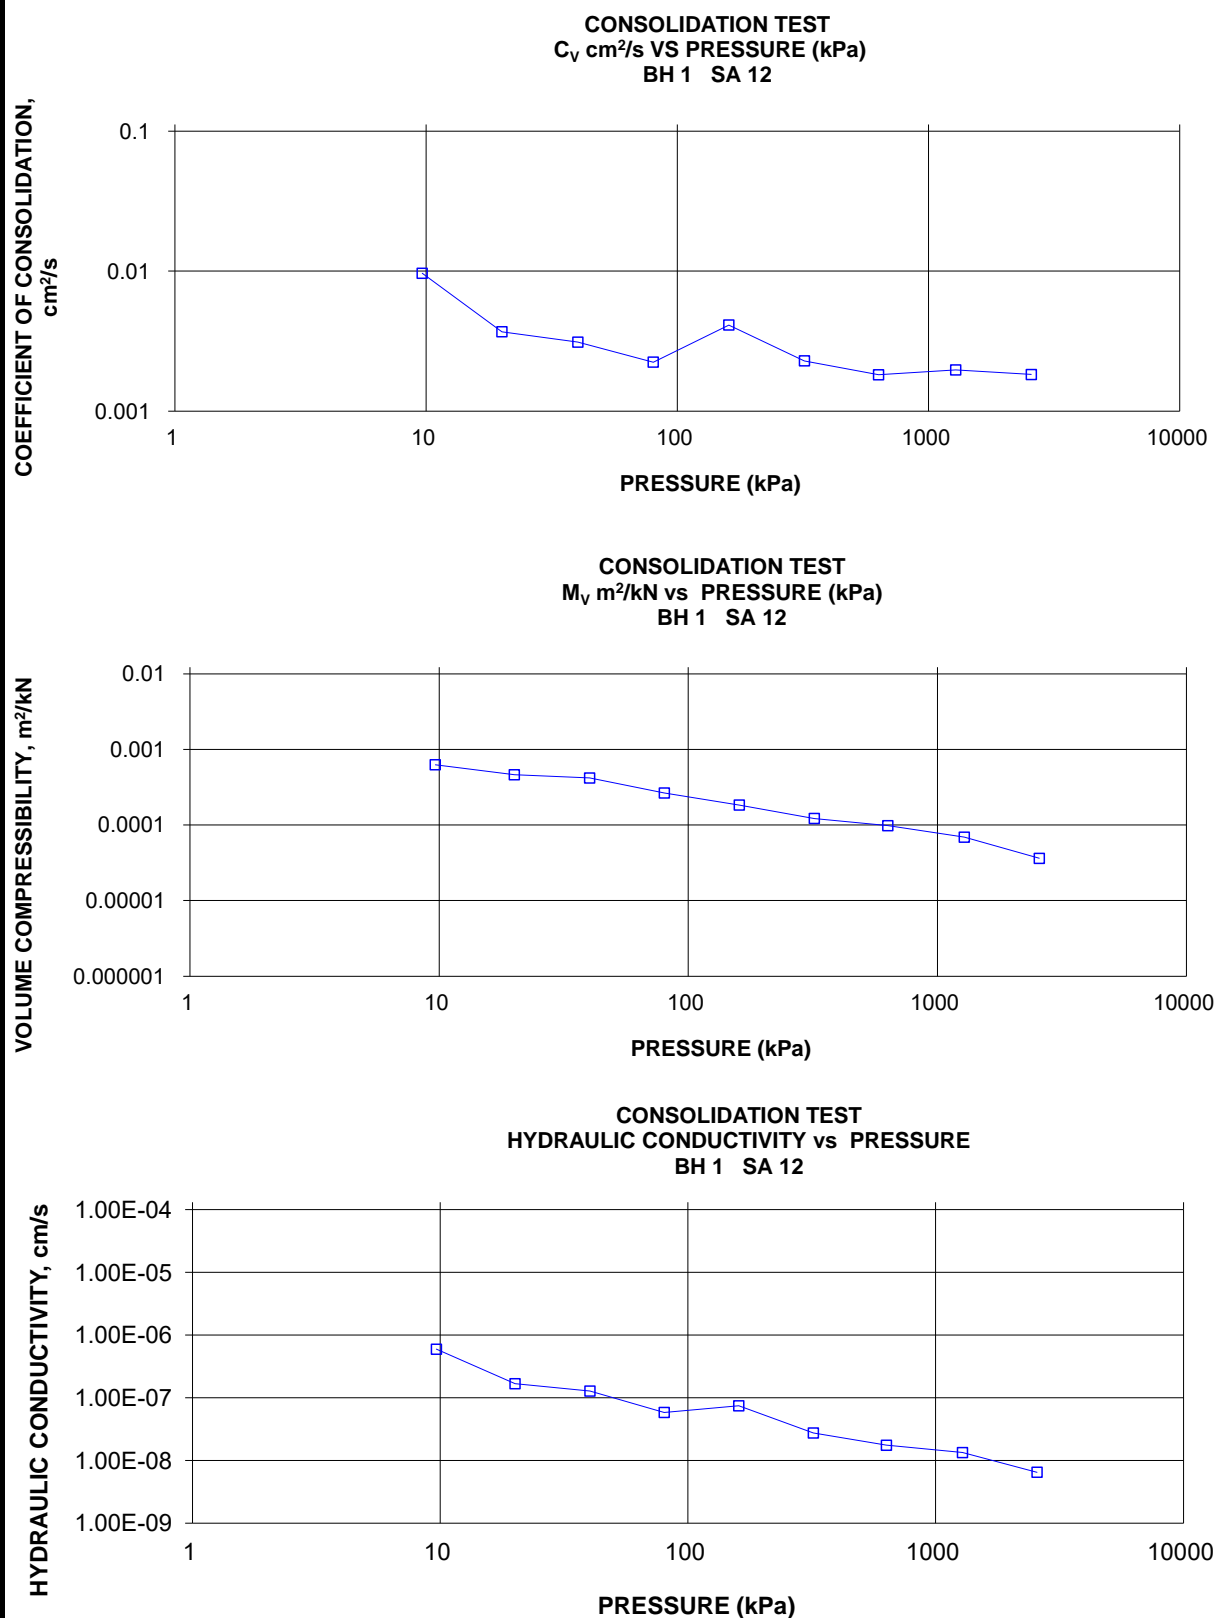 CONSOLIDATION TEST
C_V cm²/s VS PRESSURE (kPa)
BH 1   SA 12
COEFFICIENT OF CONSOLIDATION,
cm²/s
0.1
0.01
0.001
1 10 100 1000 10000
PRESSURE (kPa)
CONSOLIDATION TEST
M_V m²/kN vs  PRESSURE (kPa)
BH 1   SA 12
VOLUME COMPRESSIBILITY, m²/kN
0.01
0.001
0.0001
0.00001
0.000001
1 10 100 1000 10000
PRESSURE (kPa)
CONSOLIDATION TEST
HYDRAULIC CONDUCTIVITY vs  PRESSURE
BH 1   SA 12
HYDRAULIC CONDUCTIVITY, cm/s
1.00E-04
1.00E-05
1.00E-06
1.00E-07
1.00E-08
1.00E-09
1 10 100 1000 10000
PRESSURE (kPa)